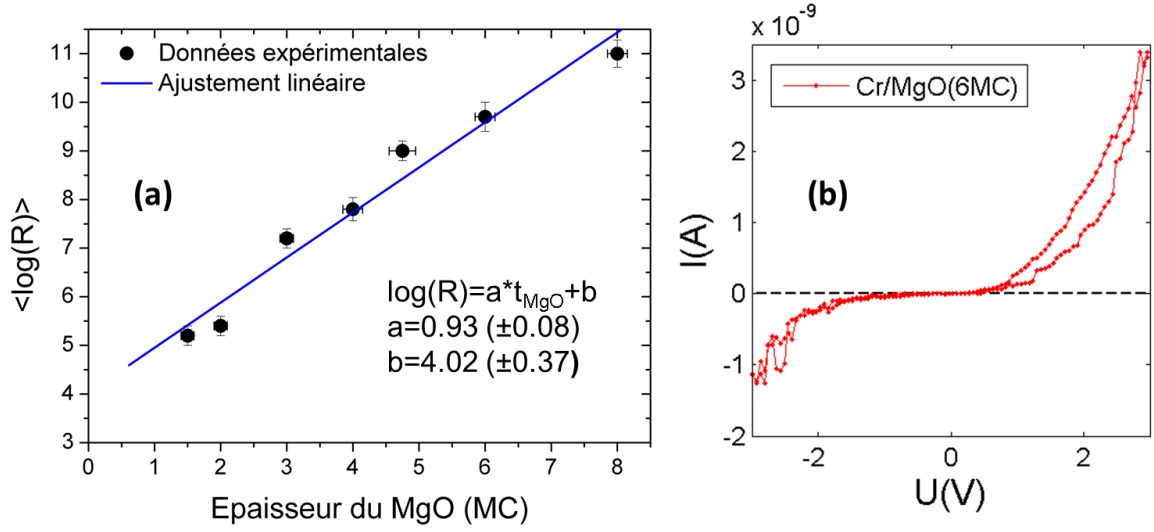 11
10
9
8
7
6
5
4
3
<log(R)>
Données expérimentales
Ajustement linéaire
(a)
log(R)=a*tMgO+b
a=0.93 (±0.08)
b=4.02 (±0.37)
0 1 2 3 4 5 6 7 8
Epaisseur du MgO (MC)
x 10-9
3
2
1
0
-1
-2
I(A)
Cr/MgO(6MC)
(b)
-2 0 2
U(V)